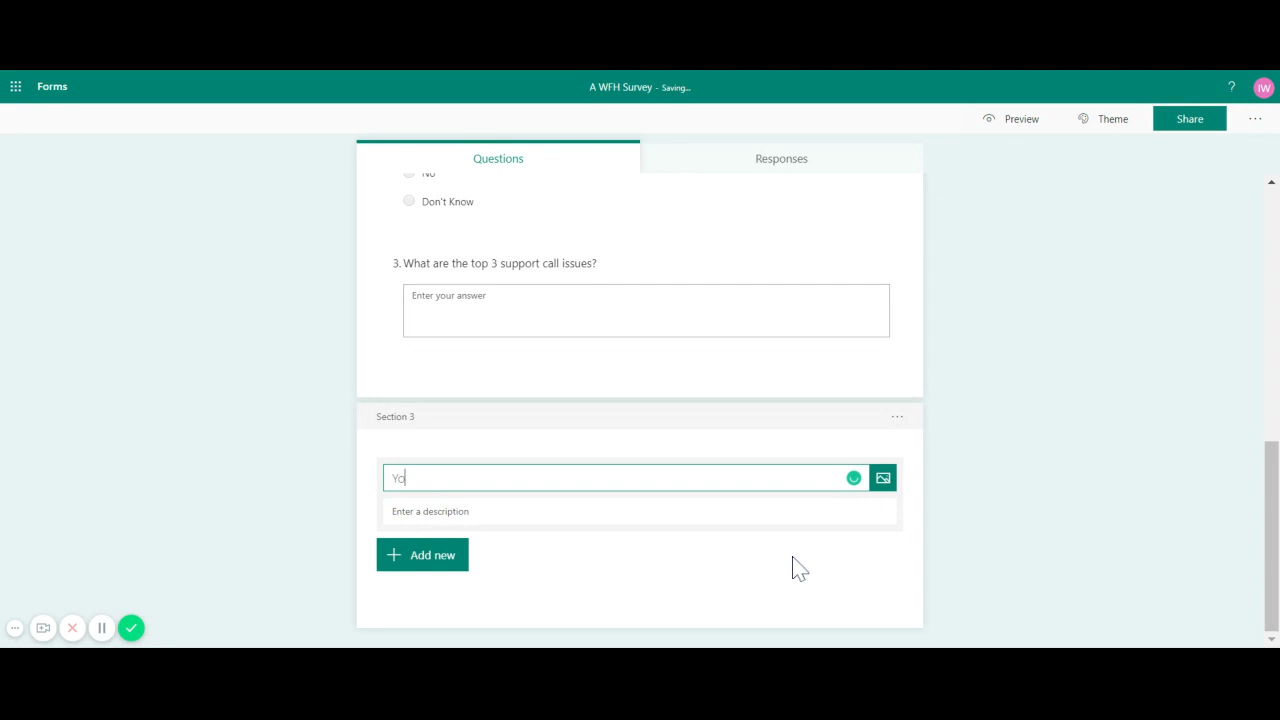 Forms
A WFH Survey - Saving...
?
IW
Preview
Theme
Share
Questions
Responses
No
Don't Know
3. What are the top 3 support call issues?
Enter your answer
Section 3
Yo
Enter a description
Add new